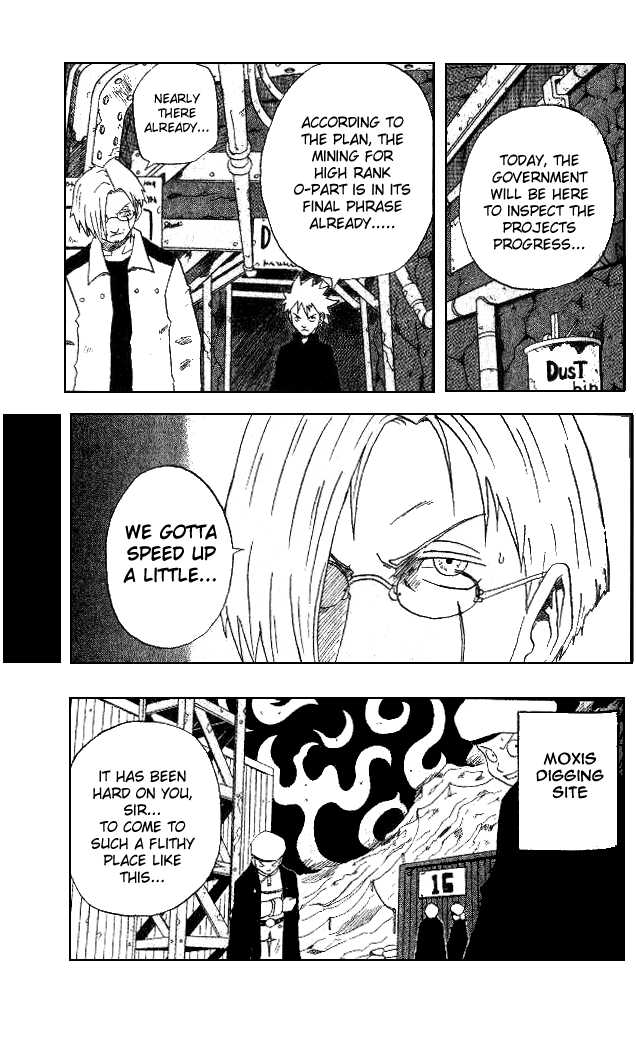 TODAY, THE
GOVERNMENT
WILL BE HERE
TO INSPECT THE
PROJECTS
PROGRESS...
DusT
bin
ACCORDING TO
THE PLAN, THE
MINING FOR
HIGH RANK
O-PART IS IN ITS
FINAL PHRASE
ALREADY.....
NEARLY
THERE
ALREADY...
D
WE GOTTA
SPEED UP
A LITTLE...
MOXIS
DIGGING
SITE
15
IT HAS BEEN
HARD ON YOU,
SIR...
TO COME TO
SUCH A FLITHY
PLACE LIKE
THIS...